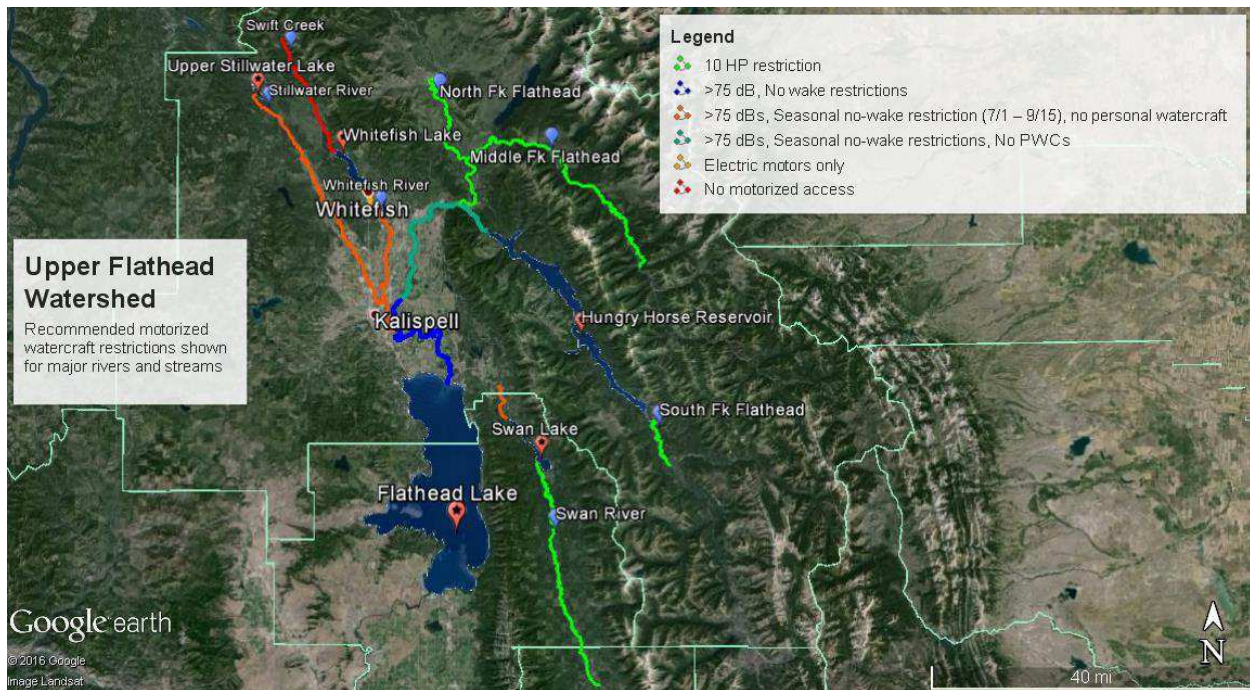 Swift Creek
Upper Stillwater Lake
Stillwater River
North Fk Flathead
Whitefish Lake
Middle Fk Flathead
Whitefish River
Whitefish
Legend
10 HP restriction
>75 dB, No wake restrictions
>75 dBs, Seasonal no-wake restriction (7/1 – 9/15), no personal watercraft
>75 dBs, Seasonal no-wake restrictions, No PWCs
Electric motors only
No motorized access
Upper Flathead
Watershed
Recommended motorized
watercraft restrictions shown
for major rivers and streams
Kalispell
Hungry Horse Reservoir
South Fk Flathead
Swan Lake
Flathead Lake
Swan River
Google earth
© 2016 Google
Image Landsat
N
40 mi